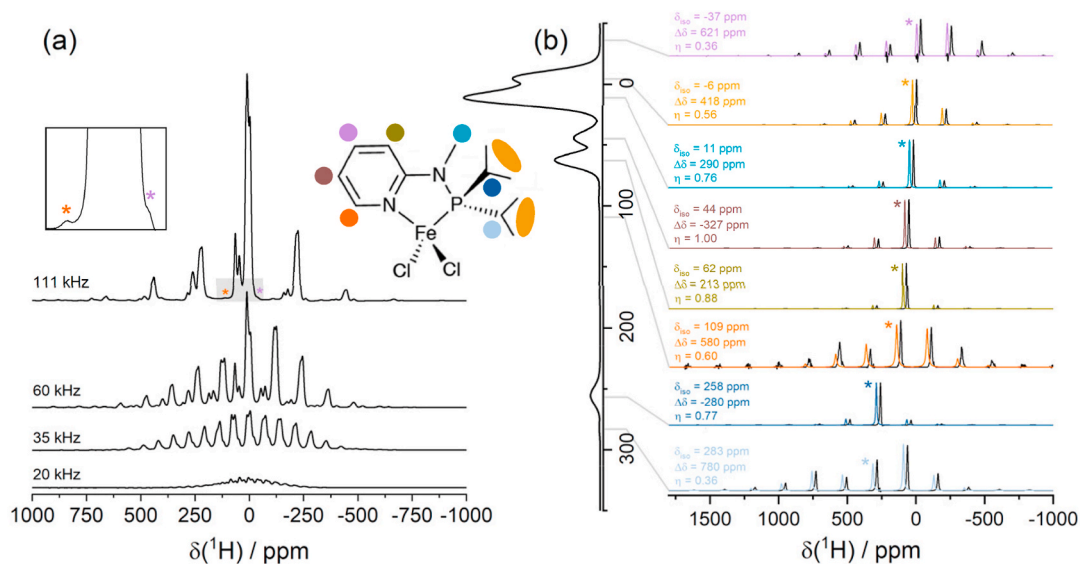 (a)
(b)
*
*
111 kHz
*
*
60 kHz
35 kHz
20 kHz
N
N
P
Fe
Cl
Cl
1000 750 500 250 0 -250 -500 -750 -1000
δ(¹H) / ppm
0
100
200
300
δiso = -37 ppm
Δδ = 621 ppm
η = 0.36
*
δiso = -6 ppm
Δδ = 418 ppm
η = 0.56
*
δiso = 11 ppm
Δδ = 290 ppm
η = 0.76
*
δiso = 44 ppm
Δδ = -327 ppm
η = 1.00
*
δiso = 62 ppm
Δδ = 213 ppm
η = 0.88
*
δiso = 109 ppm
Δδ = 580 ppm
η = 0.60
*
δiso = 258 ppm
Δδ = -280 ppm
η = 0.77
*
δiso = 283 ppm
Δδ = 780 ppm
η = 0.36
*
1500 1000 500 0 -500 -1000
δ(¹H) / ppm